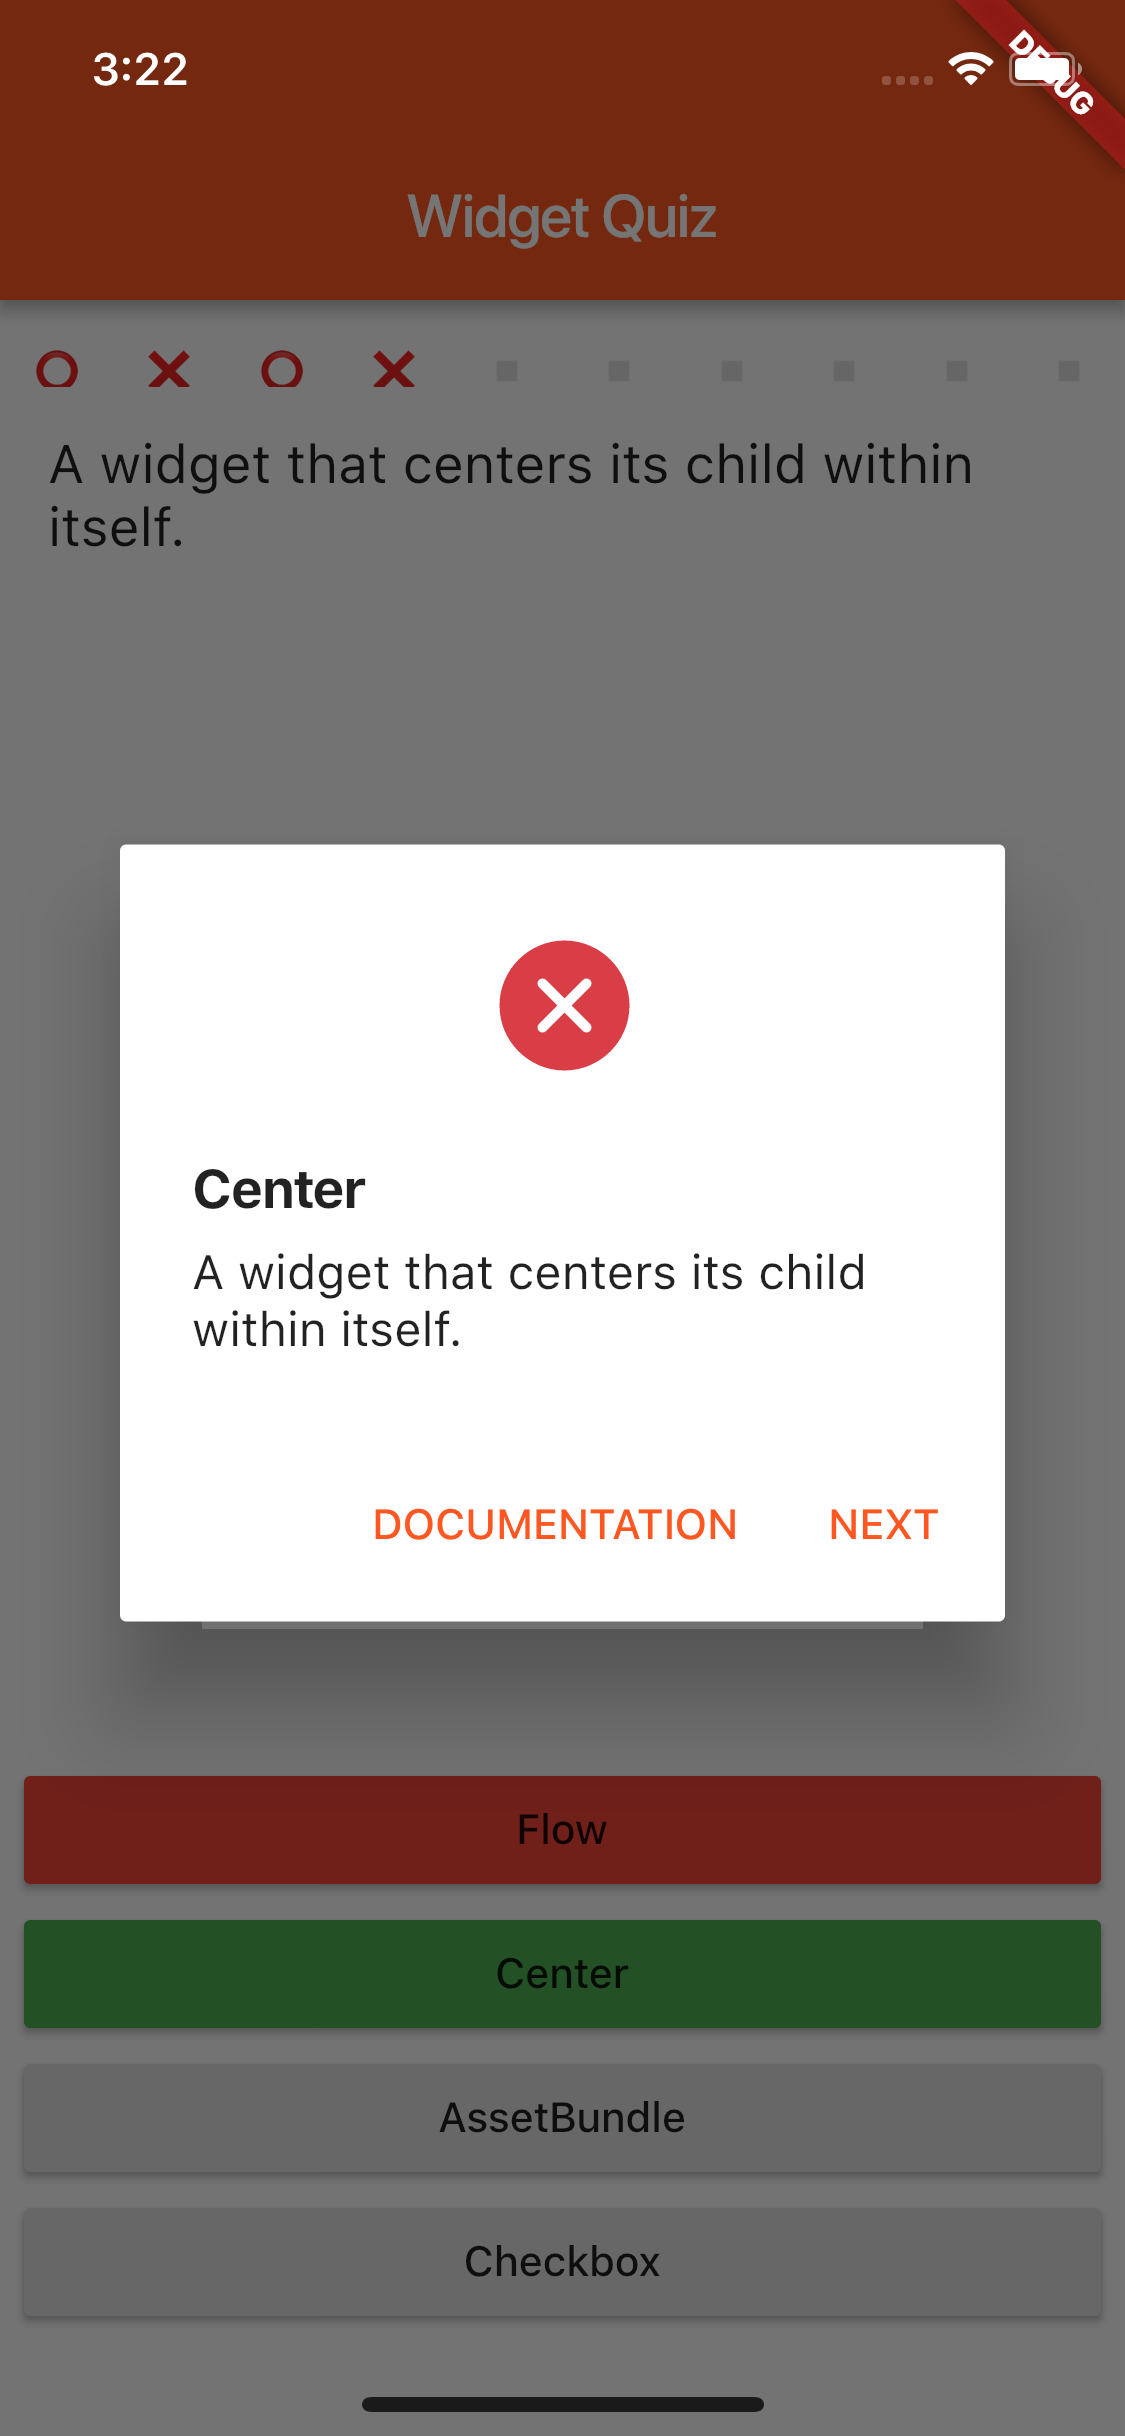 3:22
DEBUG
Widget Quiz
A widget that centers its child within
itself.
Center
A widget that centers its child
within itself.
DOCUMENTATION NEXT
Flow
Center
AssetBundle
Checkbox